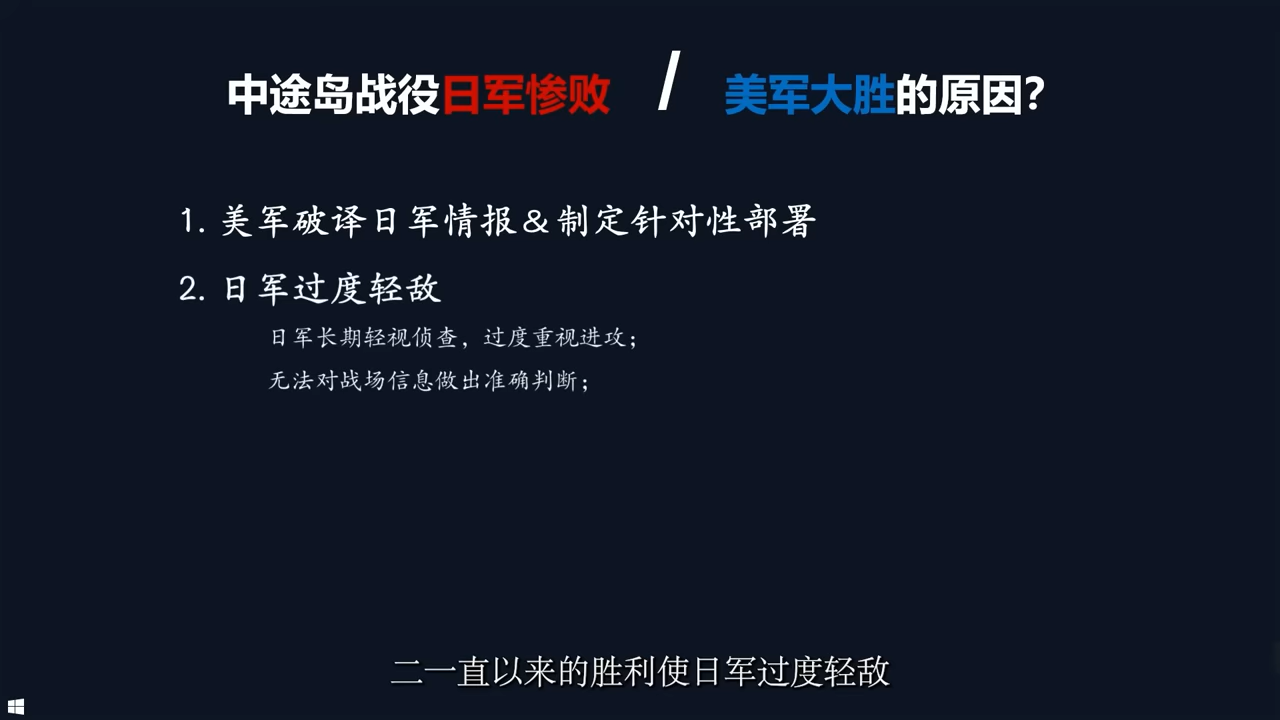 中途岛战役日军惨败 / 美军大胜的原因?
1. 美军破译日军情报&制定针对性部署
2. 日军过度轻敌
日军长期轻视侦查，过度重视进攻；
无法对战场信息做出准确判断；
二一直以来的胜利使日军过度轻敌